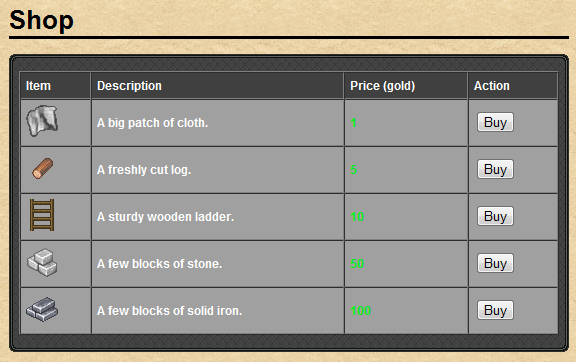 Shop
Item Description Price (gold) Action
A big patch of cloth. 1 Buy
A freshly cut log. 5 Buy
A sturdy wooden ladder. 10 Buy
A few blocks of stone. 50 Buy
A few blocks of solid iron. 100 Buy